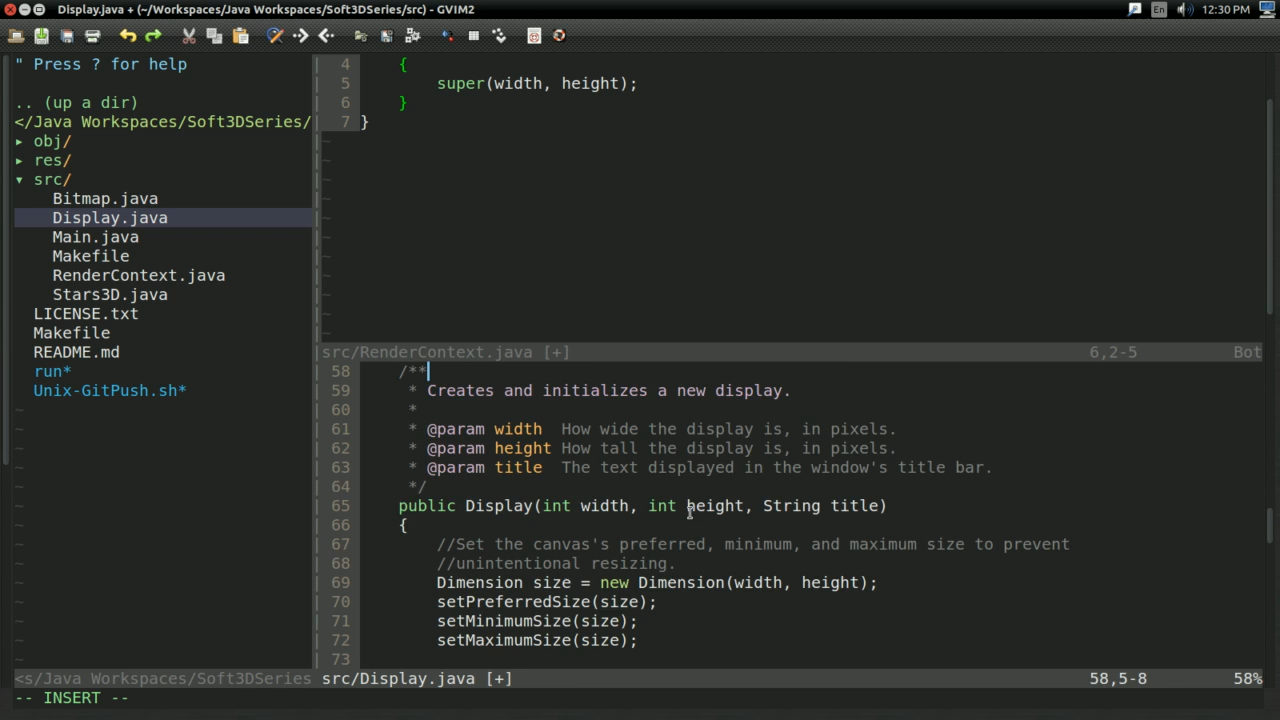 Display.java + (~/Workspaces/Java Workspaces/Soft3DSeries/src) - GVIM2
En
12:30 PM
" Press ? for help
.. (up a dir)
</Java Workspaces/Soft3DSeries/
▸ obj/
▸ res/
▾ src/
Bitmap.java
Display.java
Main.java
Makefile
RenderContext.java
Stars3D.java
LICENSE.txt
Makefile
README.md
run*
Unix-GitPush.sh*
<s/Java Workspaces/Soft3DSeries
4 {
5 super(width, height);
6 }
7 }
src/RenderContext.java [+] 6,2-5 Bot
58 /**
59 * Creates and initializes a new display.
60 *
61 * @param width  How wide the display is, in pixels.
62 * @param height How tall the display is, in pixels.
63 * @param title  The text displayed in the window's title bar.
64 */
65 public Display(int width, int height, String title)
66 {
67 //Set the canvas's preferred, minimum, and maximum size to prevent
68 //unintentional resizing.
69 Dimension size = new Dimension(width, height);
70 setPreferredSize(size);
71 setMinimumSize(size);
72 setMaximumSize(size);
73
src/Display.java [+] 58,5-8 58%
-- INSERT --